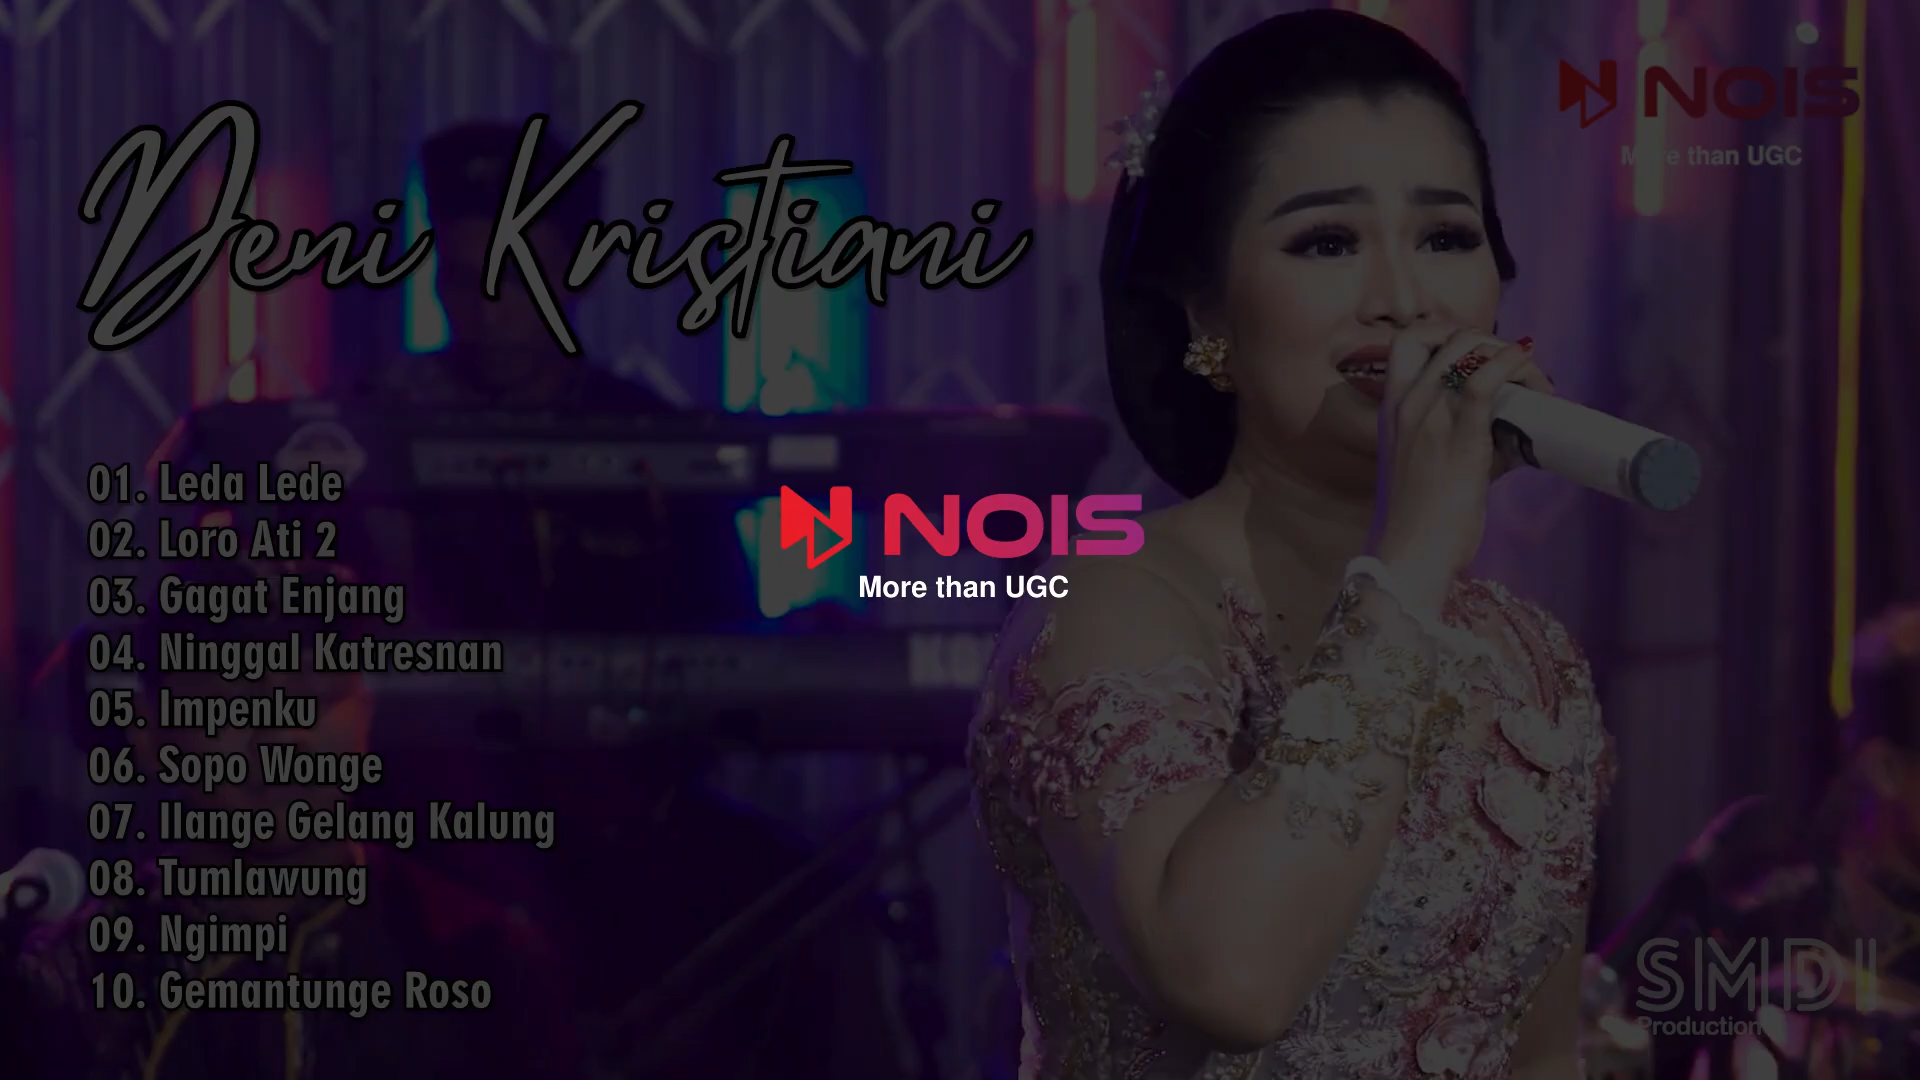 Deni Kristiani
NOIS
More than UGC
01. Leda Lede
02. Loro Ati 2
03. Gagat Enjang
04. Ninggal Katresnan
05. Impenku
06. Sopo Wonge
07. Ilange Gelang Kalung
08. Tumlawung
09. Ngimpi
10. Gemantunge Roso
NOIS
More than UGC
SMDI
Production